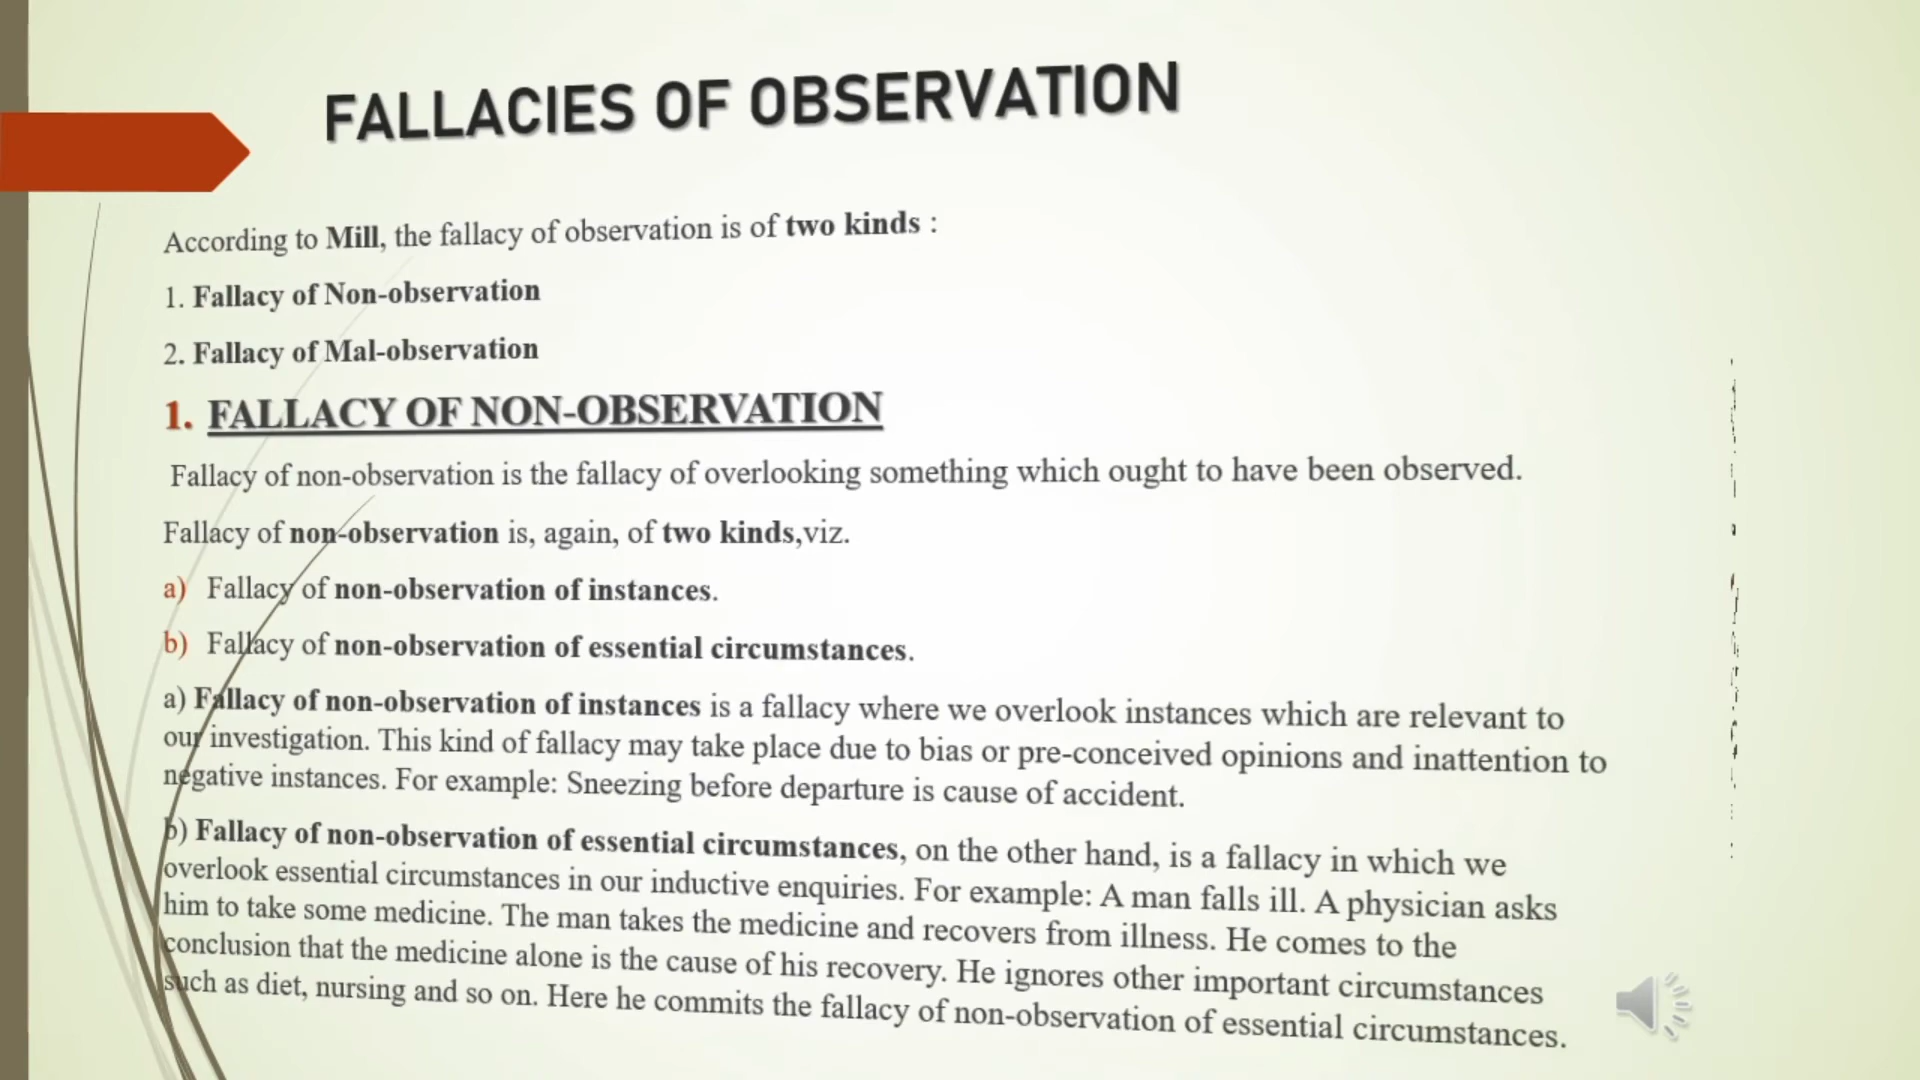 FALLACIES OF OBSERVATION
According to Mill, the fallacy of observation is of two kinds :
1. Fallacy of Non-observation
2. Fallacy of Mal-observation
1. FALLACY OF NON-OBSERVATION
Fallacy of non-observation is the fallacy of overlooking something which ought to have been observed.
Fallacy of non-observation is, again, of two kinds,viz.
a) Fallacy of non-observation of instances.
b) Fallacy of non-observation of essential circumstances.
a) Fallacy of non-observation of instances is a fallacy where we overlook instances which are relevant to
our investigation. This kind of fallacy may take place due to bias or pre-conceived opinions and inattention to
negative instances. For example: Sneezing before departure is cause of accident.
b) Fallacy of non-observation of essential circumstances, on the other hand, is a fallacy in which we
overlook essential circumstances in our inductive enquiries. For example: A man falls ill. A physician asks
him to take some medicine. The man takes the medicine and recovers from illness. He comes to the
conclusion that the medicine alone is the cause of his recovery. He ignores other important circumstances
such as diet, nursing and so on. Here he commits the fallacy of non-observation of essential circumstances.